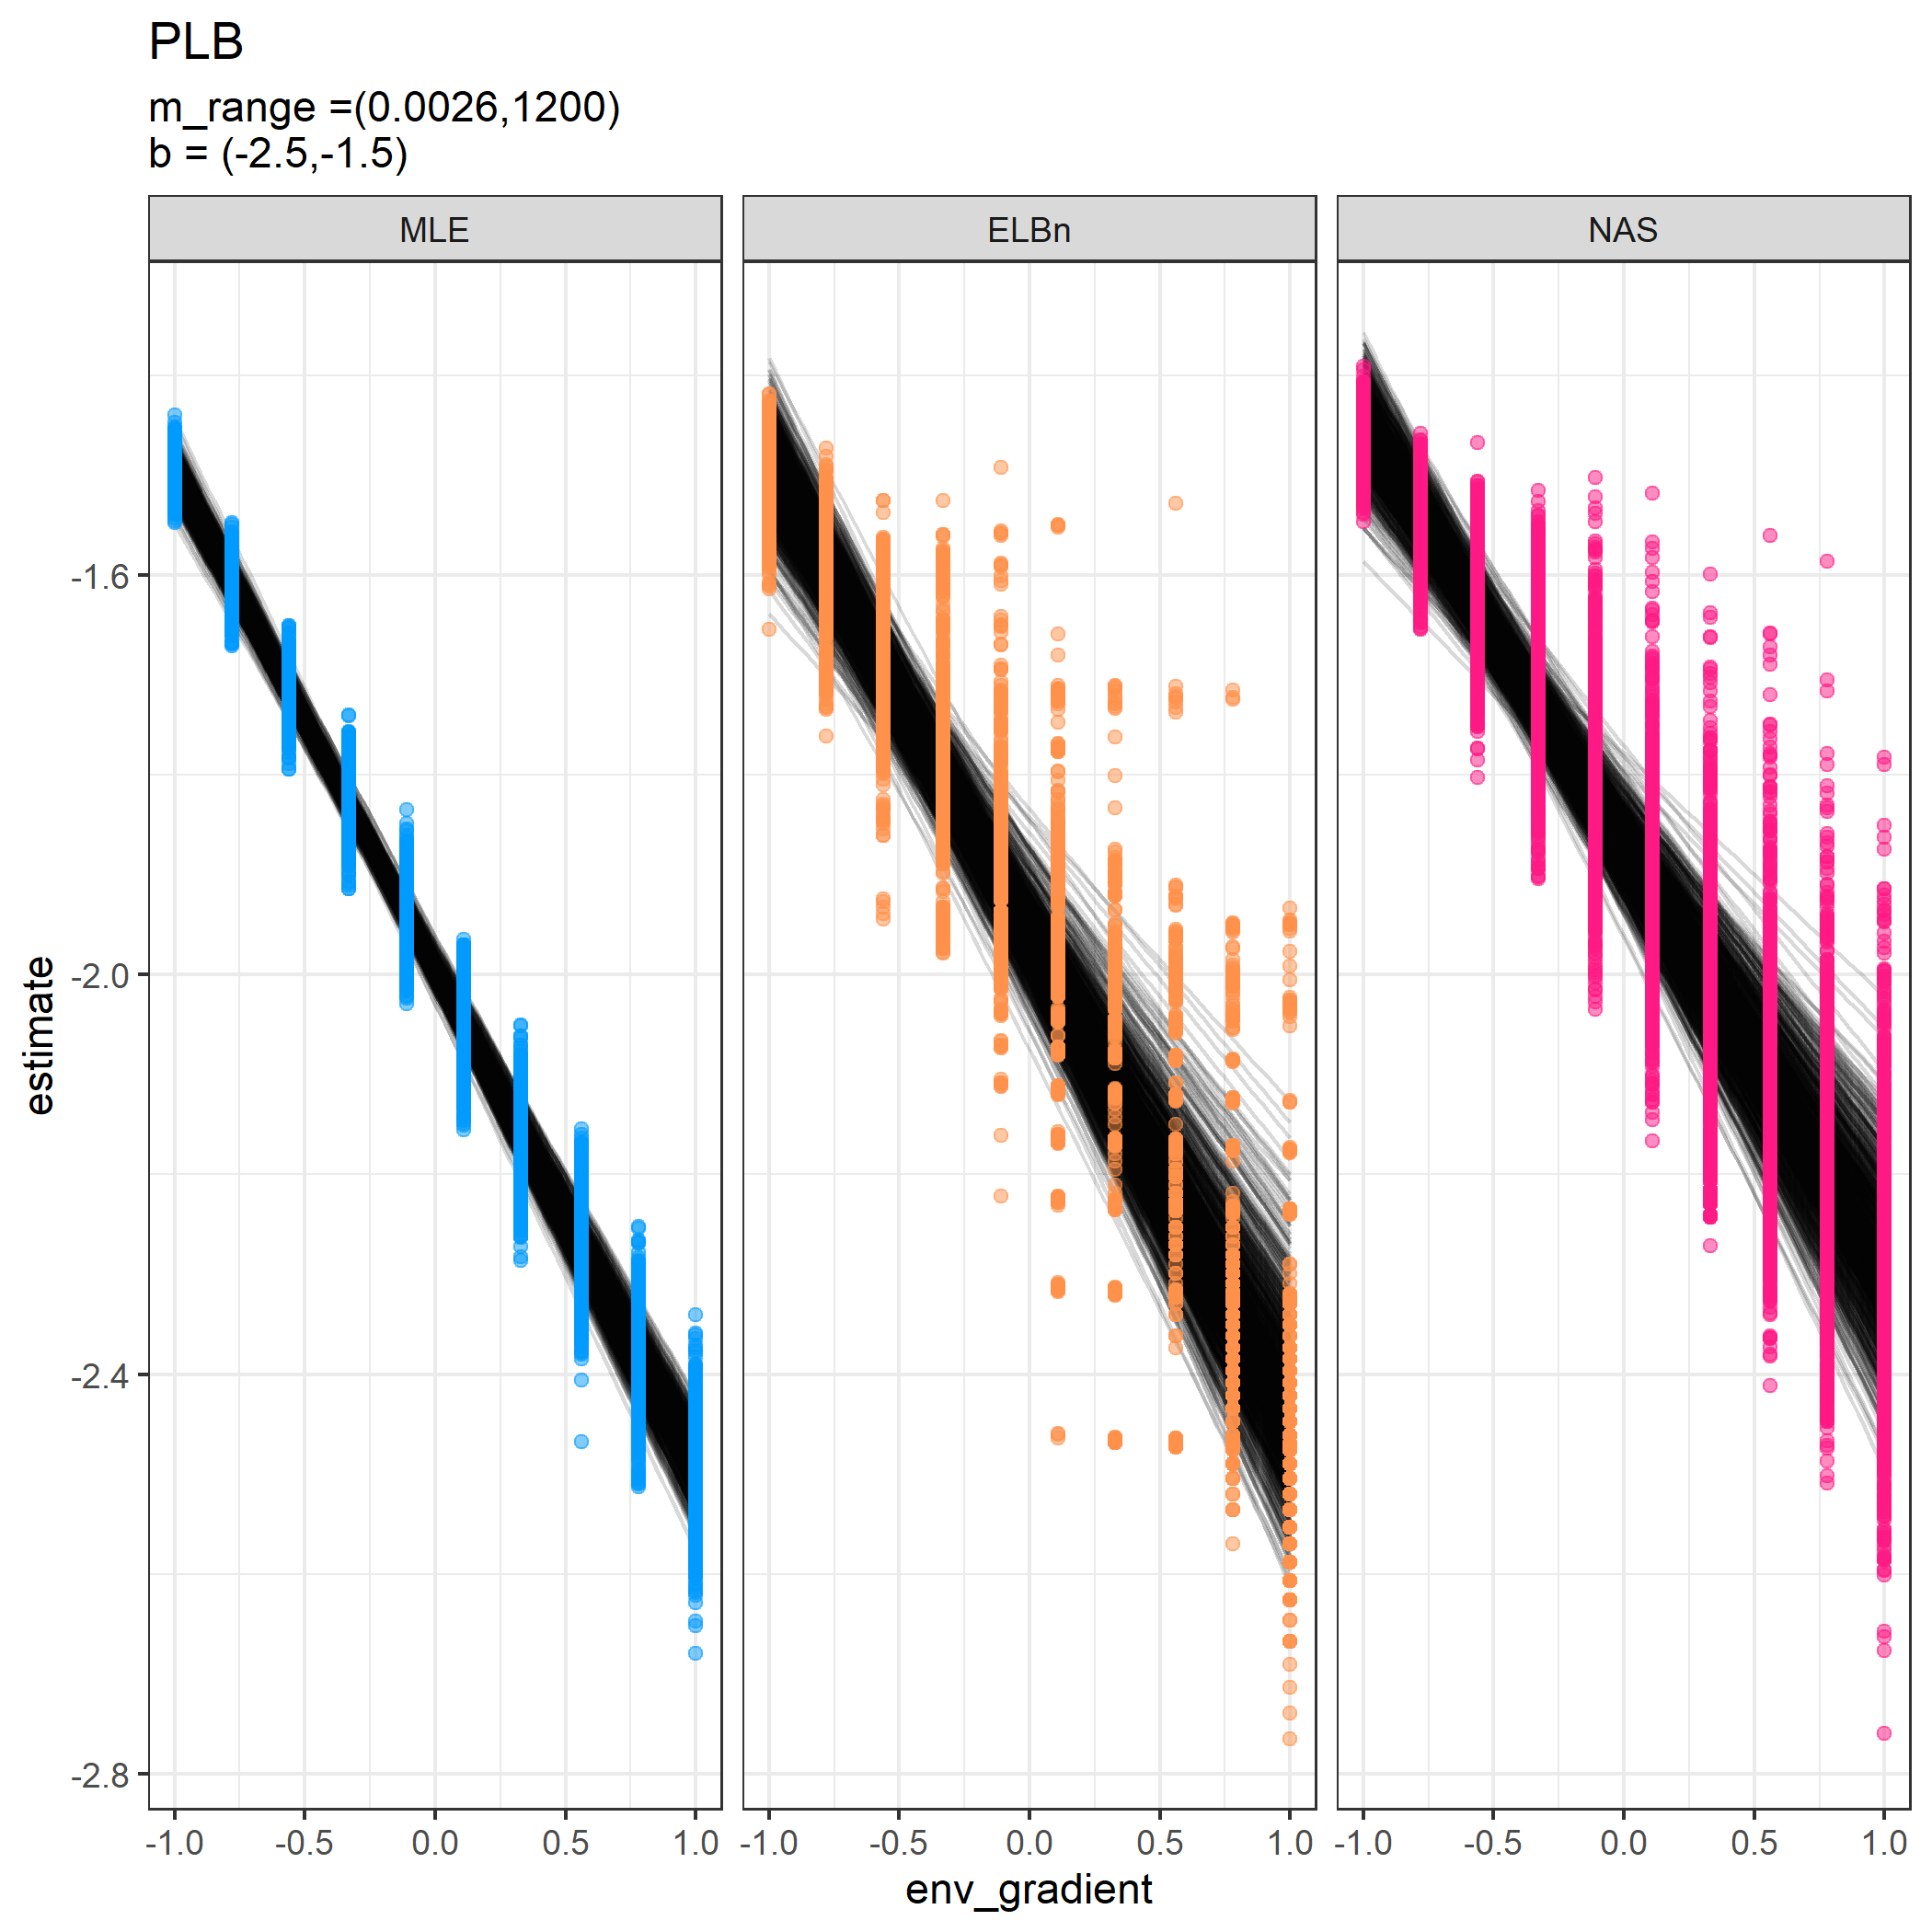 PLB
m_range =(0.0026,1200)
b = (-2.5,-1.5)
MLE ELBn NAS
-1.6
-2.0
-2.4
-2.8
estimate
-1.0 -0.5 0.0 0.5 1.0 -1.0 -0.5 0.0 0.5 1.0 -1.0 -0.5 0.0 0.5 1.0
env_gradient